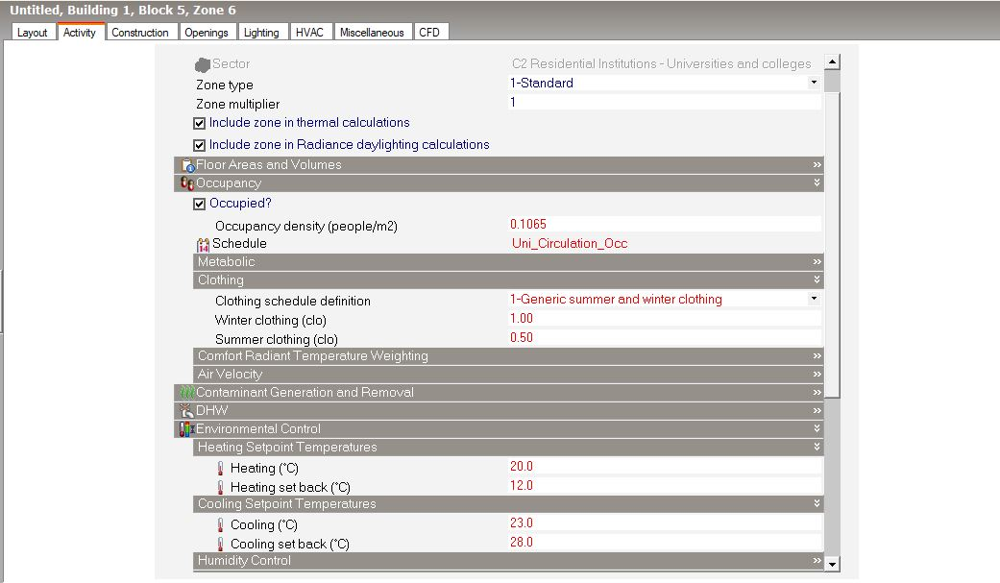 Untitled, Building 1, Block 5, Zone 6
Layout Activity Construction Openings Lighting HVAC Miscellaneous CFD
Sector C2 Residential Institutions - Universities and colleges
Zone type 1-Standard
Zone multiplier 1
Include zone in thermal calculations
Include zone in Radiance daylighting calculations
Floor Areas and Volumes »
Occupancy
Occupied?
Occupancy density (people/m2) 0.1065
Schedule Uni_Circulation_Occ
Metabolic »
Clothing
Clothing schedule definition 1-Generic summer and winter clothing
Winter clothing (clo) 1.00
Summer clothing (clo) 0.50
Comfort Radiant Temperature Weighting »
Air Velocity »
Contaminant Generation and Removal »
DHW »
Environmental Control
Heating Setpoint Temperatures
Heating (°C) 20.0
Heating set back (°C) 12.0
Cooling Setpoint Temperatures
Cooling (°C) 23.0
Cooling set back (°C) 28.0
Humidity Control »